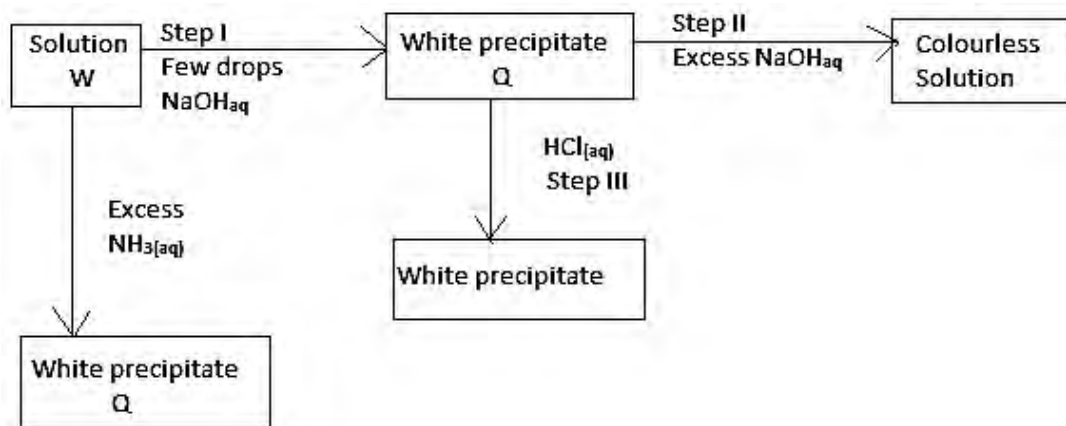 Solution
W
Step I
Few drops
NaOHaq
White precipitate
Q
Step II
Excess NaOHaq
Colourless
Solution
HCl(aq)
Step III
White precipitate
Excess
NH3(aq)
White precipitate
Q